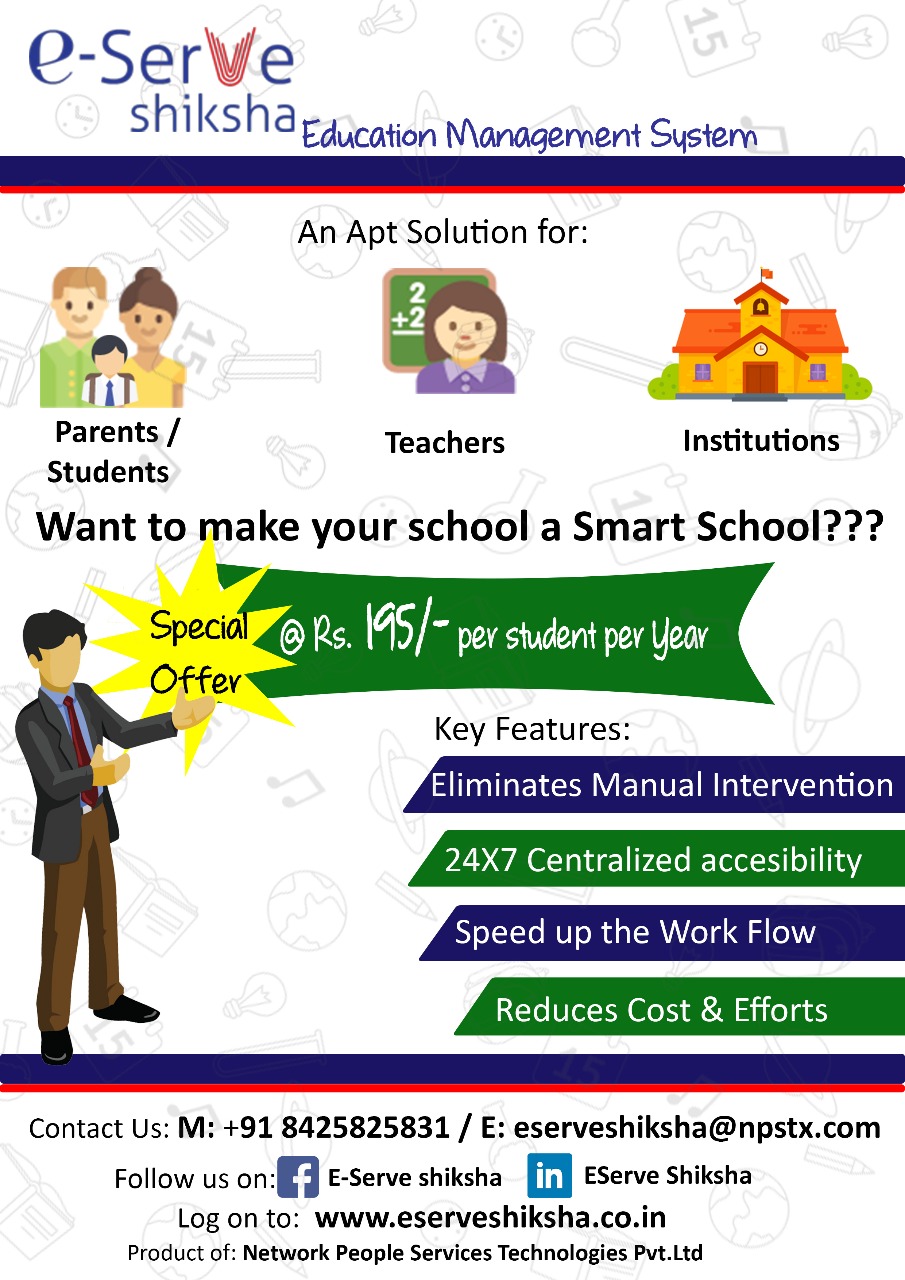 e-Serve
shiksha
Education Management System
An Apt Solution for:
2
+2
Parents /
Students
Teachers
Institutions
Want to make your school a Smart School???
Special
Offer
@ Rs. 195/- per student per Year
Key Features:
Eliminates Manual Intervention
24X7 Centralized accesibility
Speed up the Work Flow
Reduces Cost & Efforts
Contact Us: M: +91 8425825831 / E: eserveshiksha@npstx.com
Follow us on: f E-Serve shiksha in EServe Shiksha
Log on to: www.eserveshiksha.co.in
Product of: Network People Services Technologies Pvt.Ltd